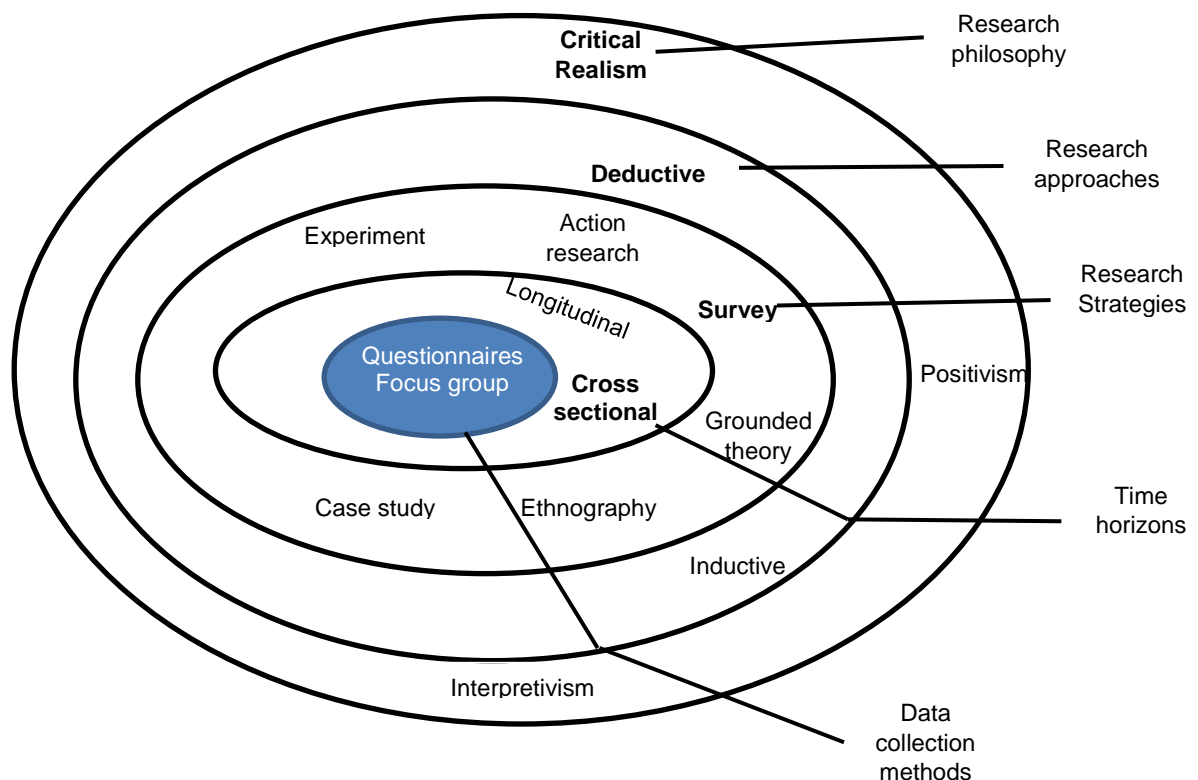 Critical
Realism
Research
philosophy
Deductive
Research
approaches
Experiment
Action
research
Longitudinal
Survey
Research
Strategies
Questionnaires
Focus group
Cross
sectional
Positivism
Grounded
theory
Case study
Ethnography
Time
horizons
Inductive
Interpretivism
Data
collection
methods